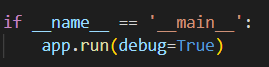 if __name__ == '__main__':
    app.run(debug=True)